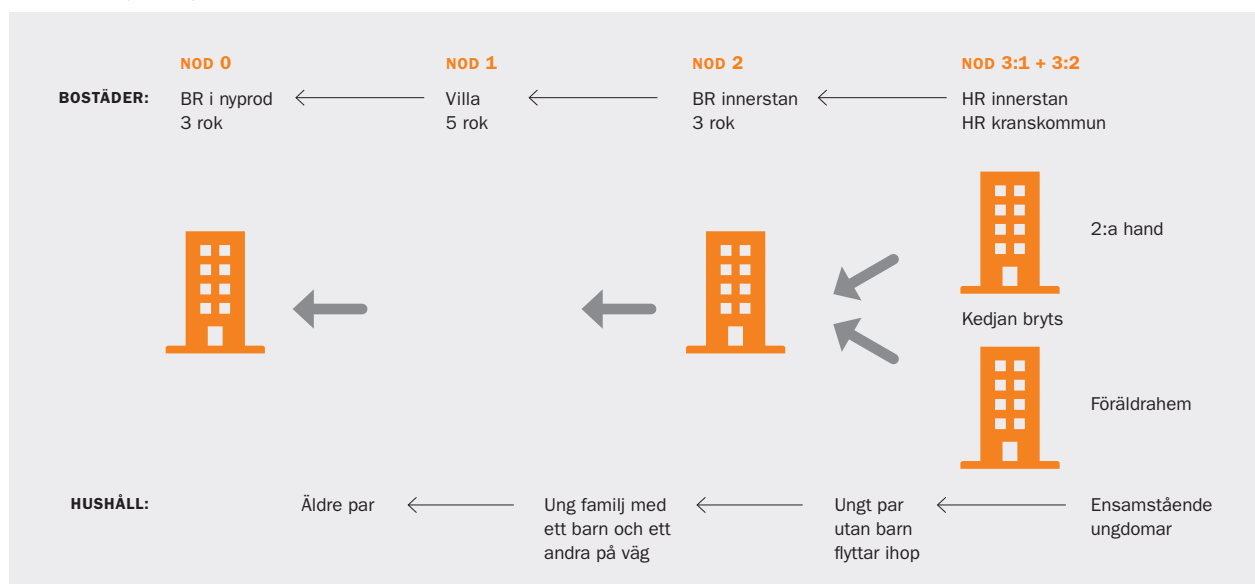 NOD 0
NOD 1
NOD 2
NOD 3:1 + 3:2
BOSTÄDER:
BR i nyprod
3 rok
Villa
5 rok
BR innerstan
3 rok
HR innerstan
HR kranskommun
2:a hand
Kedjan bryts
Föräldrahem
HUSHÅLL:
Äldre par
Ung familj med
ett barn och ett
andra på väg
Ungt par
utan barn
flyttar ihop
Ensamstående
ungdomar